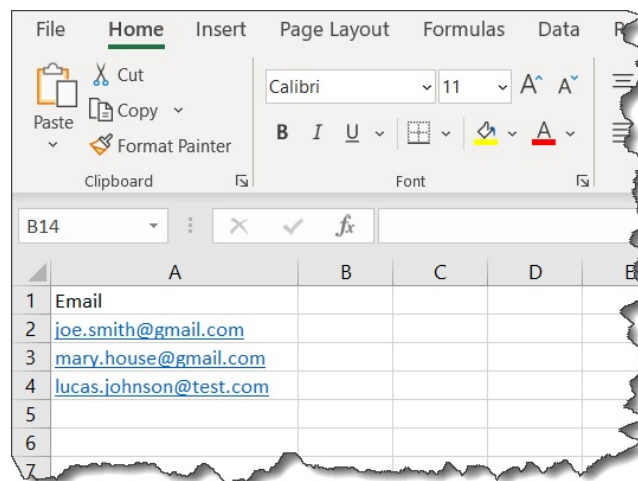 File Home Insert Page Layout Formulas Data
Cut
Copy
Paste
Format Painter
Clipboard
Calibri 11 A A
B I U A
Font
B14 fx
A B C D E
1 Email
2 joe.smith@gmail.com
3 mary.house@gmail.com
4 lucas.johnson@test.com
5
6
7